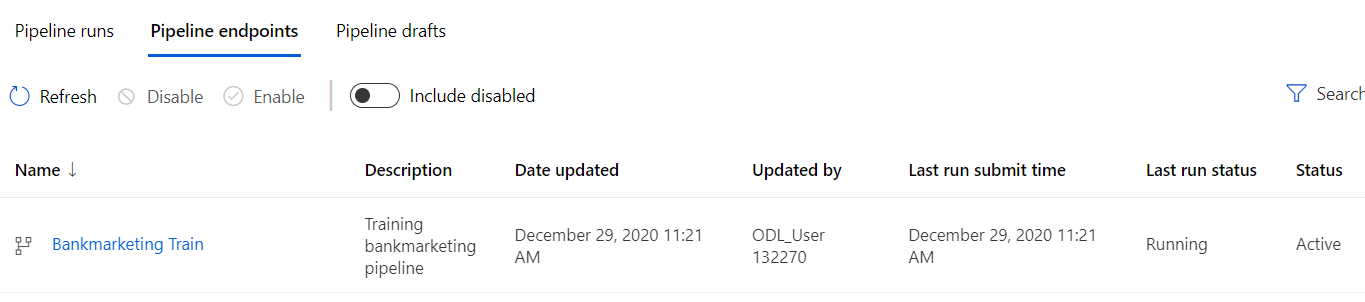 Pipeline runs Pipeline endpoints Pipeline drafts
Refresh Disable Enable Include disabled Search
Name ↓ Description Date updated Updated by Last run submit time Last run status Status
Bankmarketing Train Training bankmarketing pipeline December 29, 2020 11:21 AM ODL_User 132270 December 29, 2020 11:21 AM Running Active